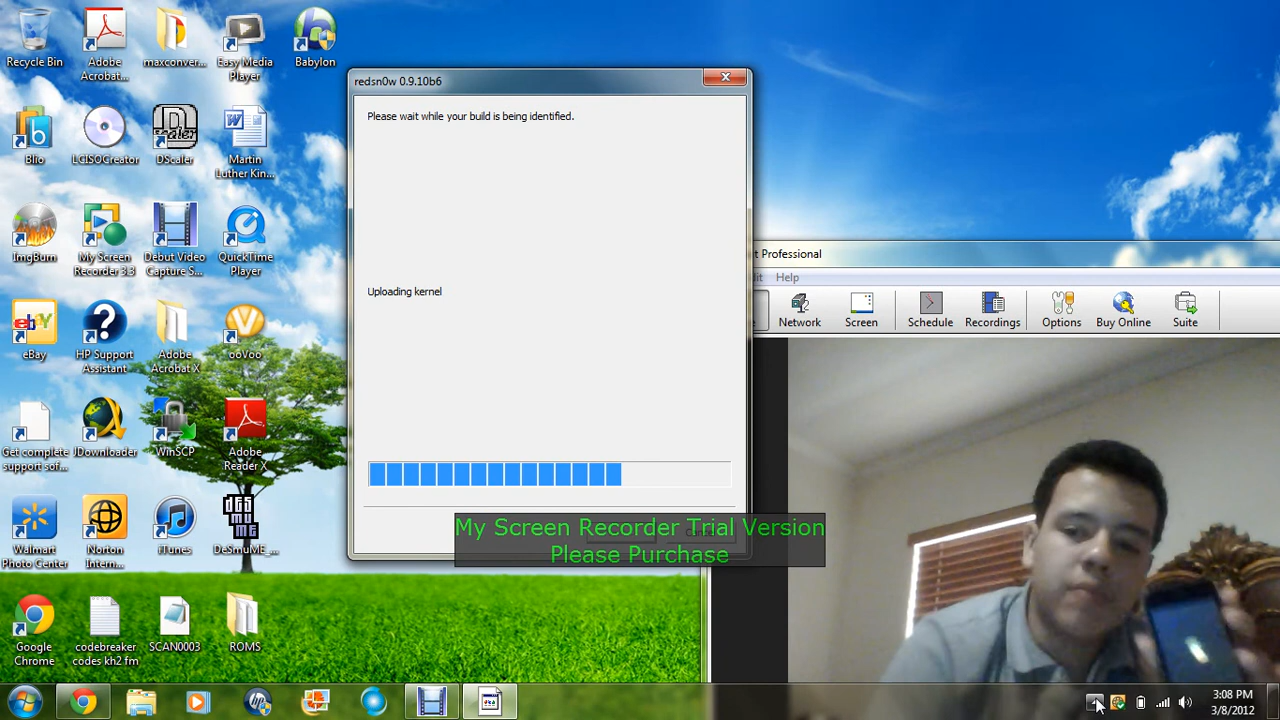 Recycle Bin
Adobe
Acrobat...
maxconver...
Easy Media
Player
Babylon
Blio
LCISOCreator
DScaler
Martin
Luther Kin...
ImgBurn
My Screen
Recorder 3.3
Debut Video
Capture S...
QuickTime
Player
eBay
HP Support
Assistant
Adobe
Acrobat X
ooVoo
Get complete
support sof...
JDownloader
WinSCP
Adobe
Reader X
Walmart
Photo Center
Norton
Intern...
iTunes
DeSmuME_...
Google
Chrome
codebreaker
codes kh2 fm
SCAN0003
ROMS
redsn0w 0.9.10b6
Please wait while your build is being identified.
Uploading kernel
My Screen Recorder Trial Version
Please Purchase
t Professional
dit Help
Network
Screen
Schedule
Recordings
Options
Buy Online
Suite
3:08 PM
3/8/2012